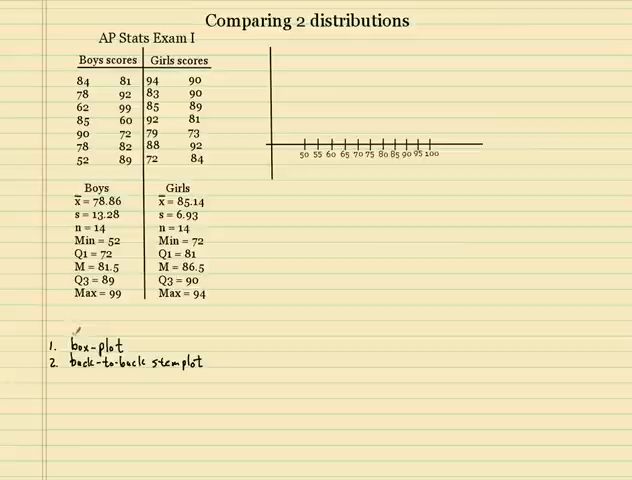 Comparing 2 distributions
AP Stats Exam I
Boys scores Girls scores
84 81 94 90
78 92 83 90
62 99 85 89
85 60 92 81
90 72 79 73
78 82 88 92
52 89 72 84
50 55 60 65 70 75 80 85 90 95 100
Boys Girls
x̅ = 78.86 x̅ = 85.14
s = 13.28 s = 6.93
n = 14 n = 14
Min = 52 Min = 72
Q1 = 72 Q1 = 81
M = 81.5 M = 86.5
Q3 = 89 Q3 = 90
Max = 99 Max = 94
1. box-plot
2. back-to-back stemplot